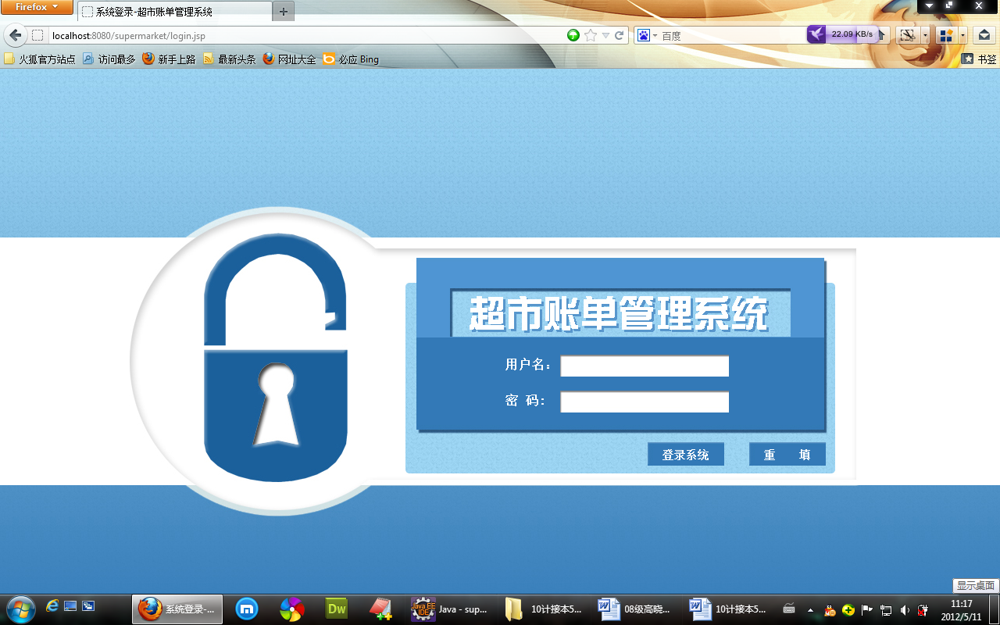 Firefox
系统登录-超市账单管理系统
localhost:8080/supermarket/login.jsp
百度
22.09 KB/s
火狐官方站点 访问最多 新手上路 最新头条 网址大全 必应 Bing
书签
超市账单管理系统
用户名：
密 码：
登录系统 重 填
显示桌面
系统登录-...
Dw
Java EE IDE
Java - sup...
10计接本5...
08级高晓...
10计接本5...
11:17
2012/5/11